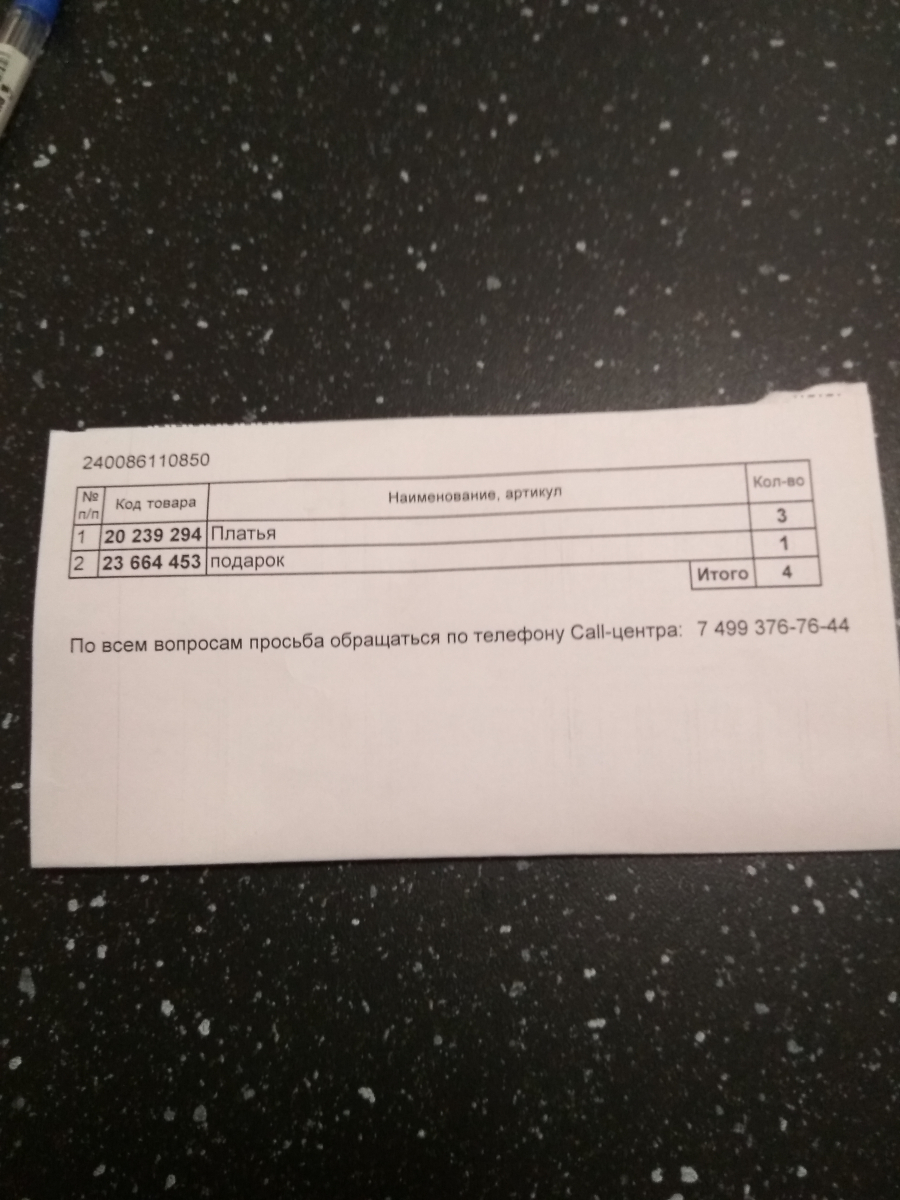 240086110850
№ п/п Код товара Наименование, артикул Кол-во
1 20 239 294 Платья 3
2 23 664 453 подарок 1
Итого 4
По всем вопросам просьба обращаться по телефону Call-центра: 7 499 376-76-44